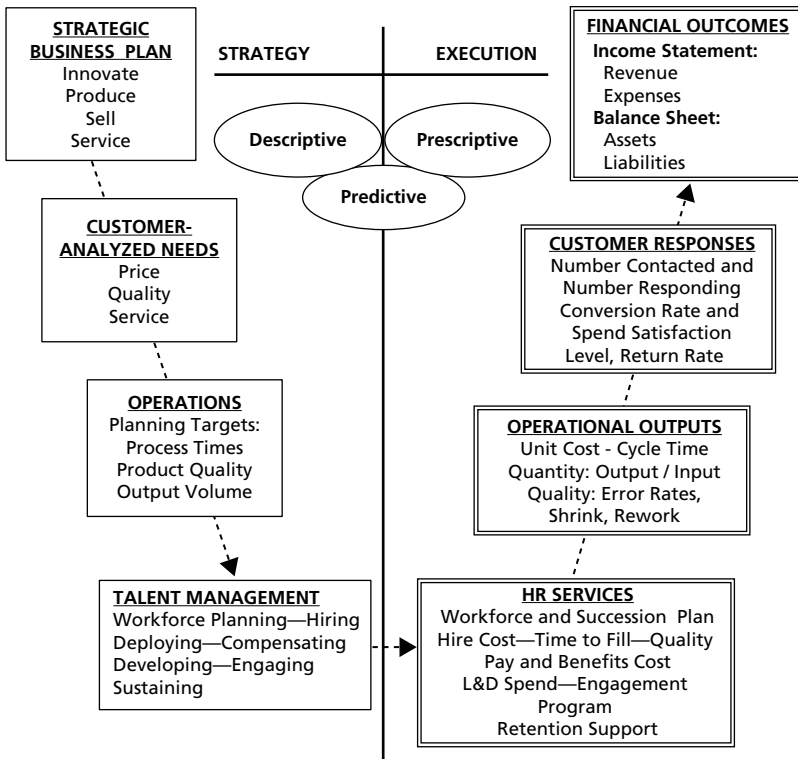 STRATEGIC
BUSINESS PLAN
Innovate
Produce
Sell
Service
STRATEGY
EXECUTION
Descriptive
Prescriptive
Predictive
FINANCIAL OUTCOMES
Income Statement:
Revenue
Expenses
Balance Sheet:
Assets
Liabilities
CUSTOMER-
ANALYZED NEEDS
Price
Quality
Service
CUSTOMER RESPONSES
Number Contacted and
Number Responding
Conversion Rate and
Spend Satisfaction
Level, Return Rate
OPERATIONS
Planning Targets:
Process Times
Product Quality
Output Volume
OPERATIONAL OUTPUTS
Unit Cost - Cycle Time
Quantity: Output / Input
Quality: Error Rates,
Shrink, Rework
TALENT MANAGEMENT
Workforce Planning—Hiring
Deploying—Compensating
Developing—Engaging
Sustaining
HR SERVICES
Workforce and Succession Plan
Hire Cost—Time to Fill—Quality
Pay and Benefits Cost
L&D Spend—Engagement
Program
Retention Support